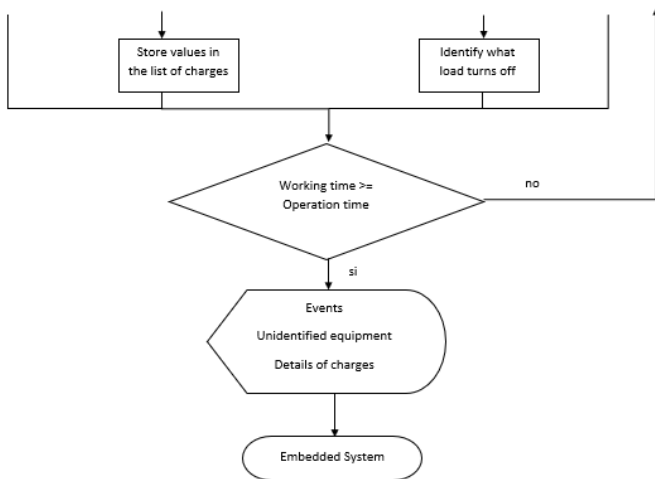 Store values in
the list of charges
Identify what
load turns off
Working time >=
Operation time
no
si
Events
Unidentified equipment
Details of charges
Embedded System